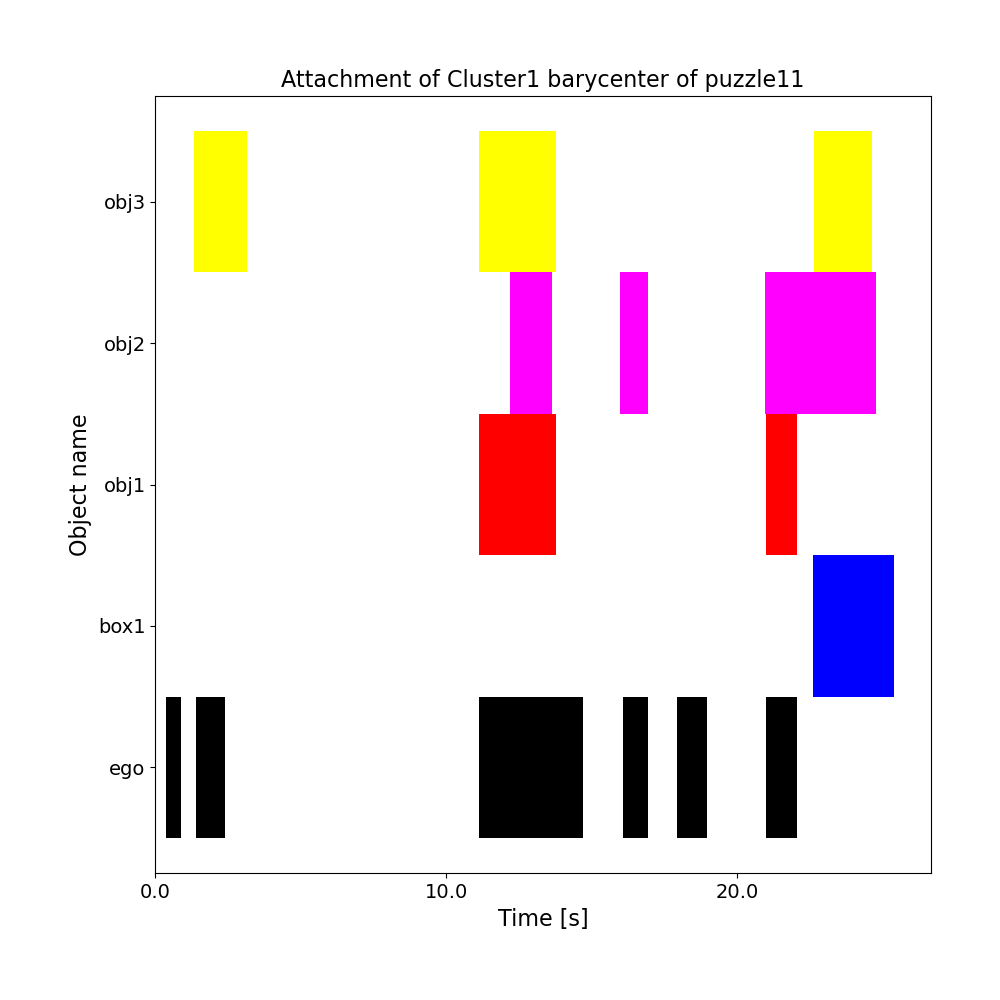 Attachment of Cluster1 barycenter of puzzle11
obj3
obj2
obj1
box1
ego
Object name
0.0 10.0 20.0
Time [s]